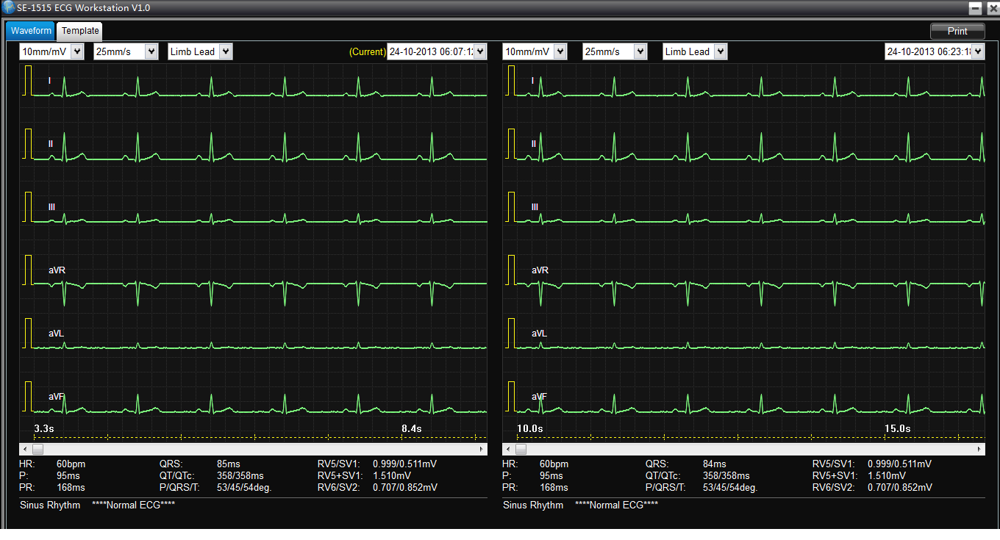 SE-1515 ECG Workstation V1.0
Waveform Template Print
10mm/mV 25mm/s Limb Lead (Current) 24-10-2013 06:07:12
10mm/mV 25mm/s Limb Lead 24-10-2013 06:23:18
I
II
III
aVR
aVL
aVF
3.3s 8.4s
I
II
III
aVR
aVL
aVF
10.0s 15.0s
HR: 60bpm QRS: 85ms RV5/SV1: 0.999/0.511mV
P: 95ms QT/QTc: 358/358ms RV5+SV1: 1.510mV
PR: 168ms P/QRS/T: 53/45/54deg. RV6/SV2: 0.707/0.852mV
Sinus Rhythm ****Normal ECG****
HR: 60bpm QRS: 84ms RV5/SV1: 0.999/0.511mV
P: 95ms QT/QTc: 358/358ms RV5+SV1: 1.510mV
PR: 168ms P/QRS/T: 53/45/54deg. RV6/SV2: 0.707/0.852mV
Sinus Rhythm ****Normal ECG****